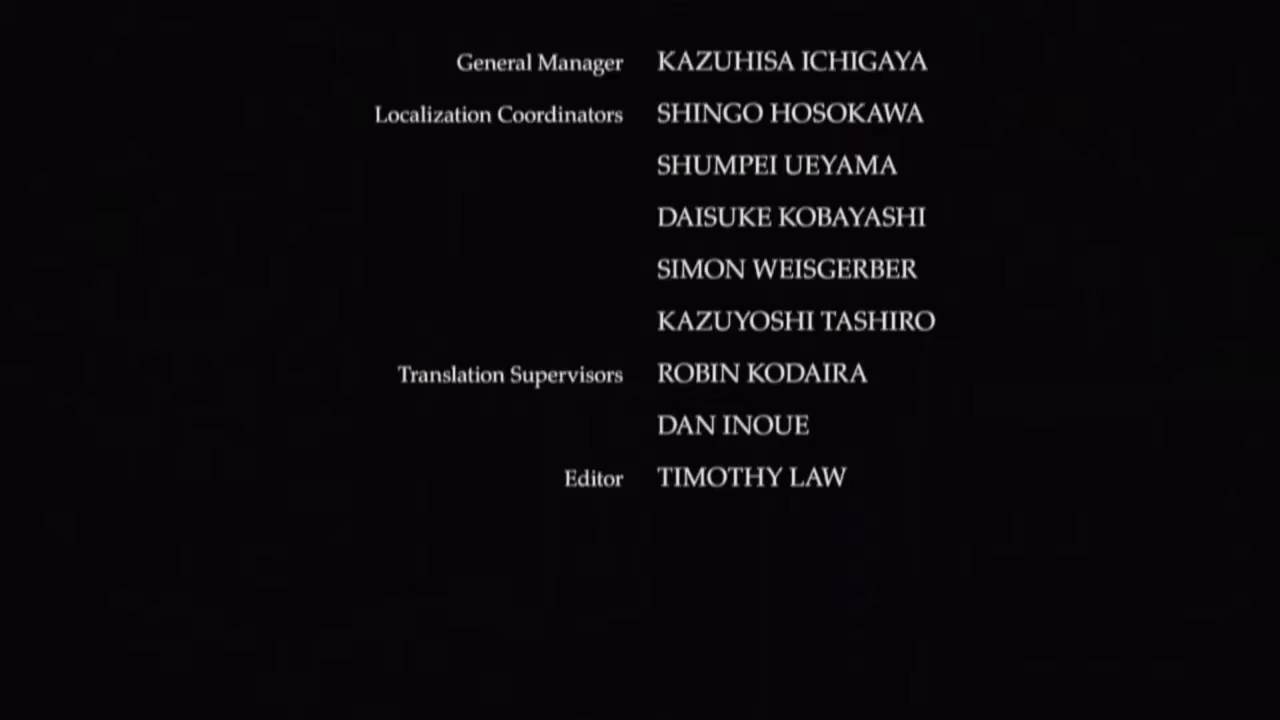 General Manager KAZUHISA ICHIGAYA
Localization Coordinators SHINGO HOSOKAWA
SHUMPEI UEYAMA
DAISUKE KOBAYASHI
SIMON WEISGERBER
KAZUYOSHI TASHIRO
Translation Supervisors ROBIN KODAIRA
DAN INOUE
Editor TIMOTHY LAW